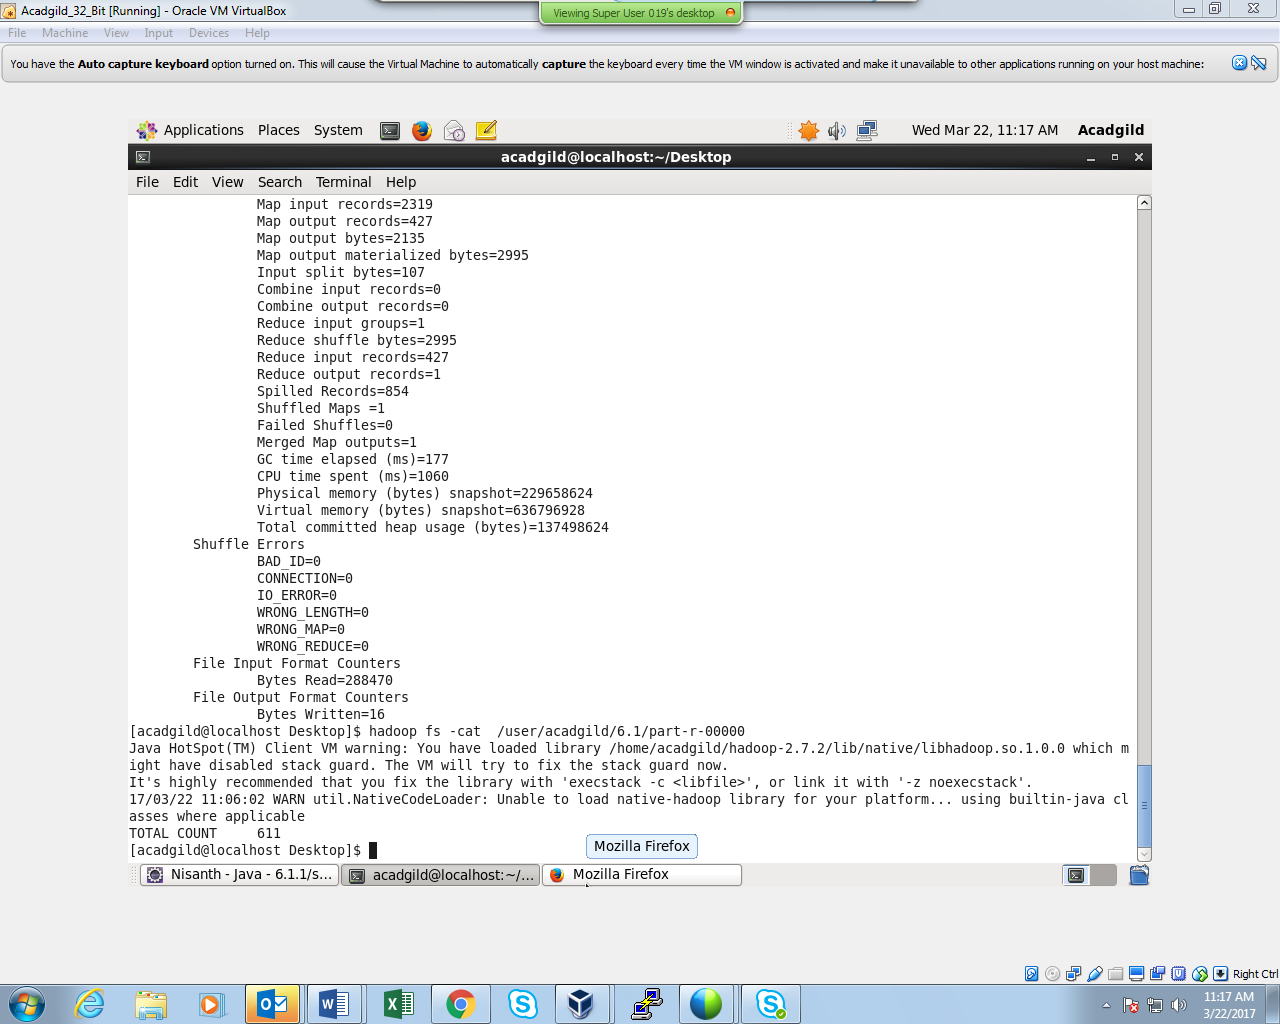 Acadgild_32_Bit [Running] - Oracle VM VirtualBox
Viewing Super User 019's desktop
File Machine View Input Devices Help
You have the Auto capture keyboard option turned on. This will cause the Virtual Machine to automatically capture the keyboard every time the VM window is activated and make it unavailable to other applications running on your host machine:
Applications Places System Wed Mar 22, 11:17 AM Acadgild
acadgild@localhost:~/Desktop
File Edit View Search Terminal Help
Map input records=2319
Map output records=427
Map output bytes=2135
Map output materialized bytes=2995
Input split bytes=107
Combine input records=0
Combine output records=0
Reduce input groups=1
Reduce shuffle bytes=2995
Reduce input records=427
Reduce output records=1
Spilled Records=854
Shuffled Maps =1
Failed Shuffles=0
Merged Map outputs=1
GC time elapsed (ms)=177
CPU time spent (ms)=1060
Physical memory (bytes) snapshot=229658624
Virtual memory (bytes) snapshot=636796928
Total committed heap usage (bytes)=137498624
Shuffle Errors
BAD_ID=0
CONNECTION=0
IO_ERROR=0
WRONG_LENGTH=0
WRONG_MAP=0
WRONG_REDUCE=0
File Input Format Counters
Bytes Read=288470
File Output Format Counters
Bytes Written=16
[acadgild@localhost Desktop]$ hadoop fs -cat  /user/acadgild/6.1/part-r-00000
Java HotSpot(TM) Client VM warning: You have loaded library /home/acadgild/hadoop-2.7.2/lib/native/libhadoop.so.1.0.0 which m
ight have disabled stack guard. The VM will try to fix the stack guard now.
It's highly recommended that you fix the library with 'execstack -c <libfile>', or link it with '-z noexecstack'.
17/03/22 11:06:02 WARN util.NativeCodeLoader: Unable to load native-hadoop library for your platform... using builtin-java cl
asses where applicable
TOTAL COUNT     611
[acadgild@localhost Desktop]$
Mozilla Firefox
Nisanth - Java - 6.1.1/s... acadgild@localhost:~/... Mozilla Firefox
Right Ctrl
11:17 AM
3/22/2017